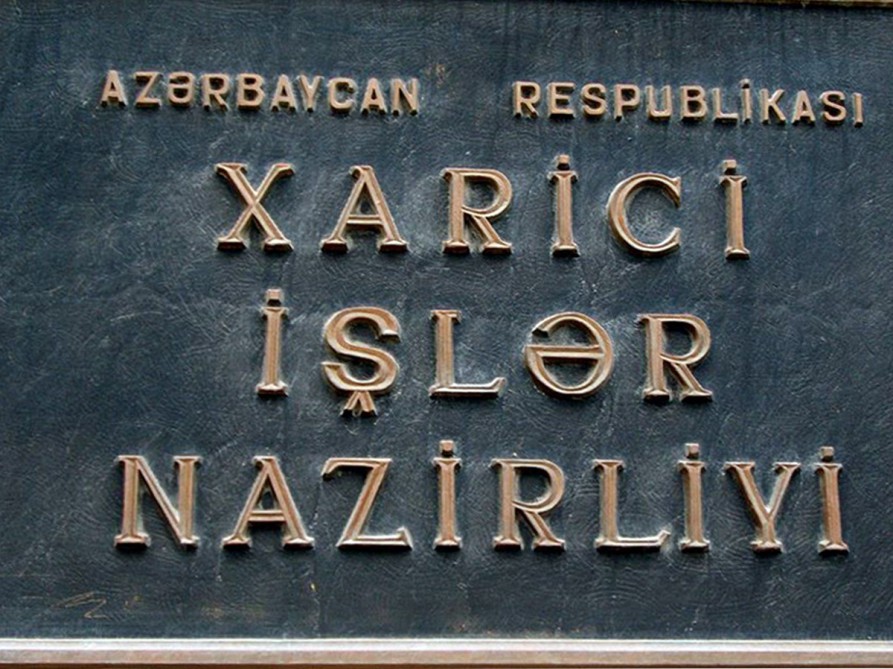 AZƏRBAYCAN RESPUBLİKASI
XARİCİ
İŞLƏR
NAZİRLİYİ